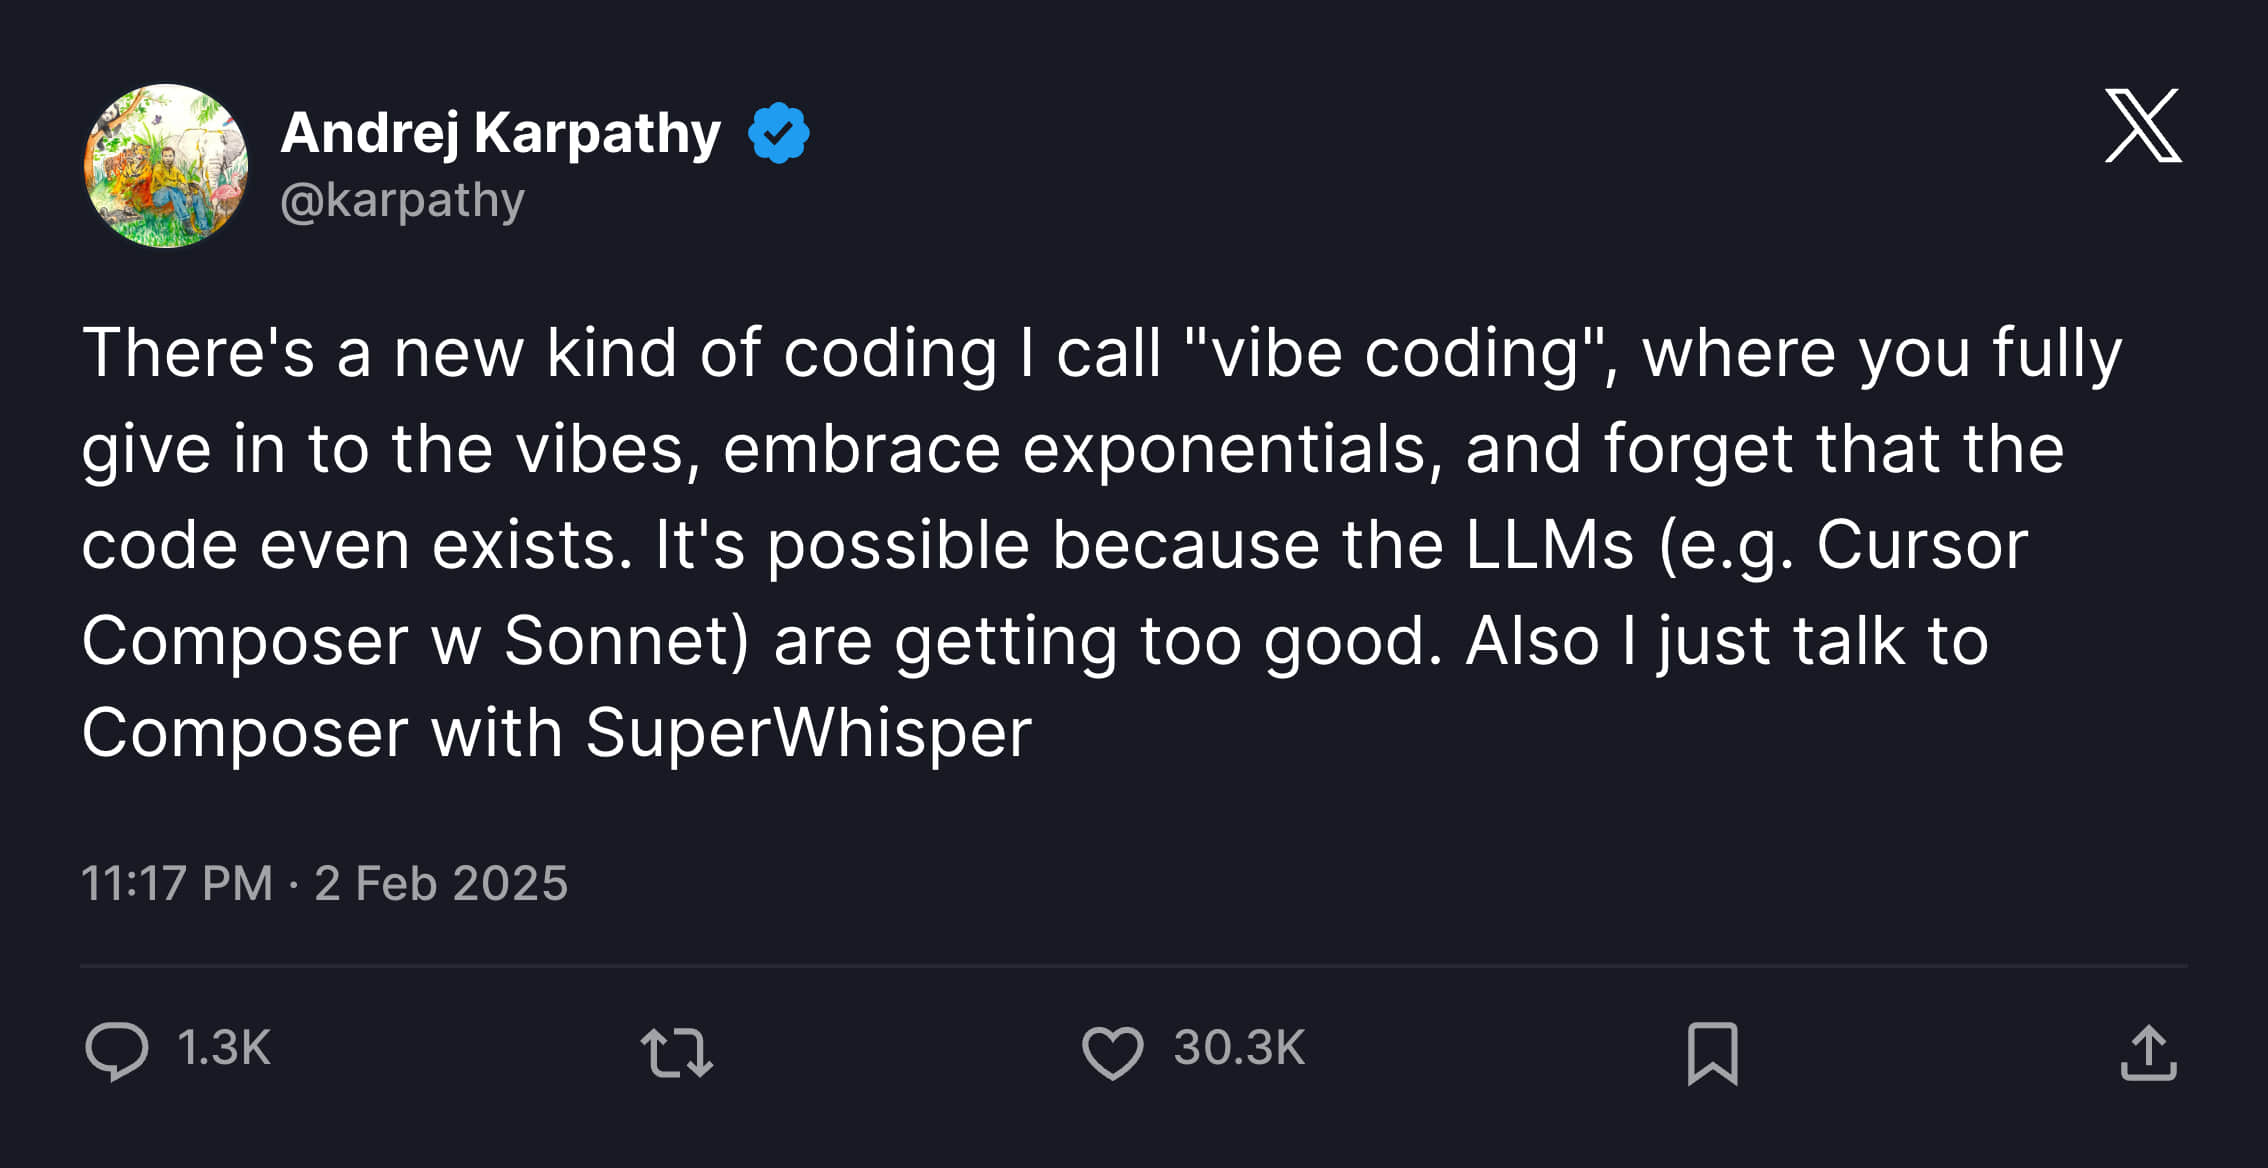 Andrej Karpathy
@karpathy
There's a new kind of coding I call "vibe coding", where you fully
give in to the vibes, embrace exponentials, and forget that the
code even exists. It's possible because the LLMs (e.g. Cursor
Composer w Sonnet) are getting too good. Also I just talk to
Composer with SuperWhisper
11:17 PM · 2 Feb 2025
1.3K
30.3K